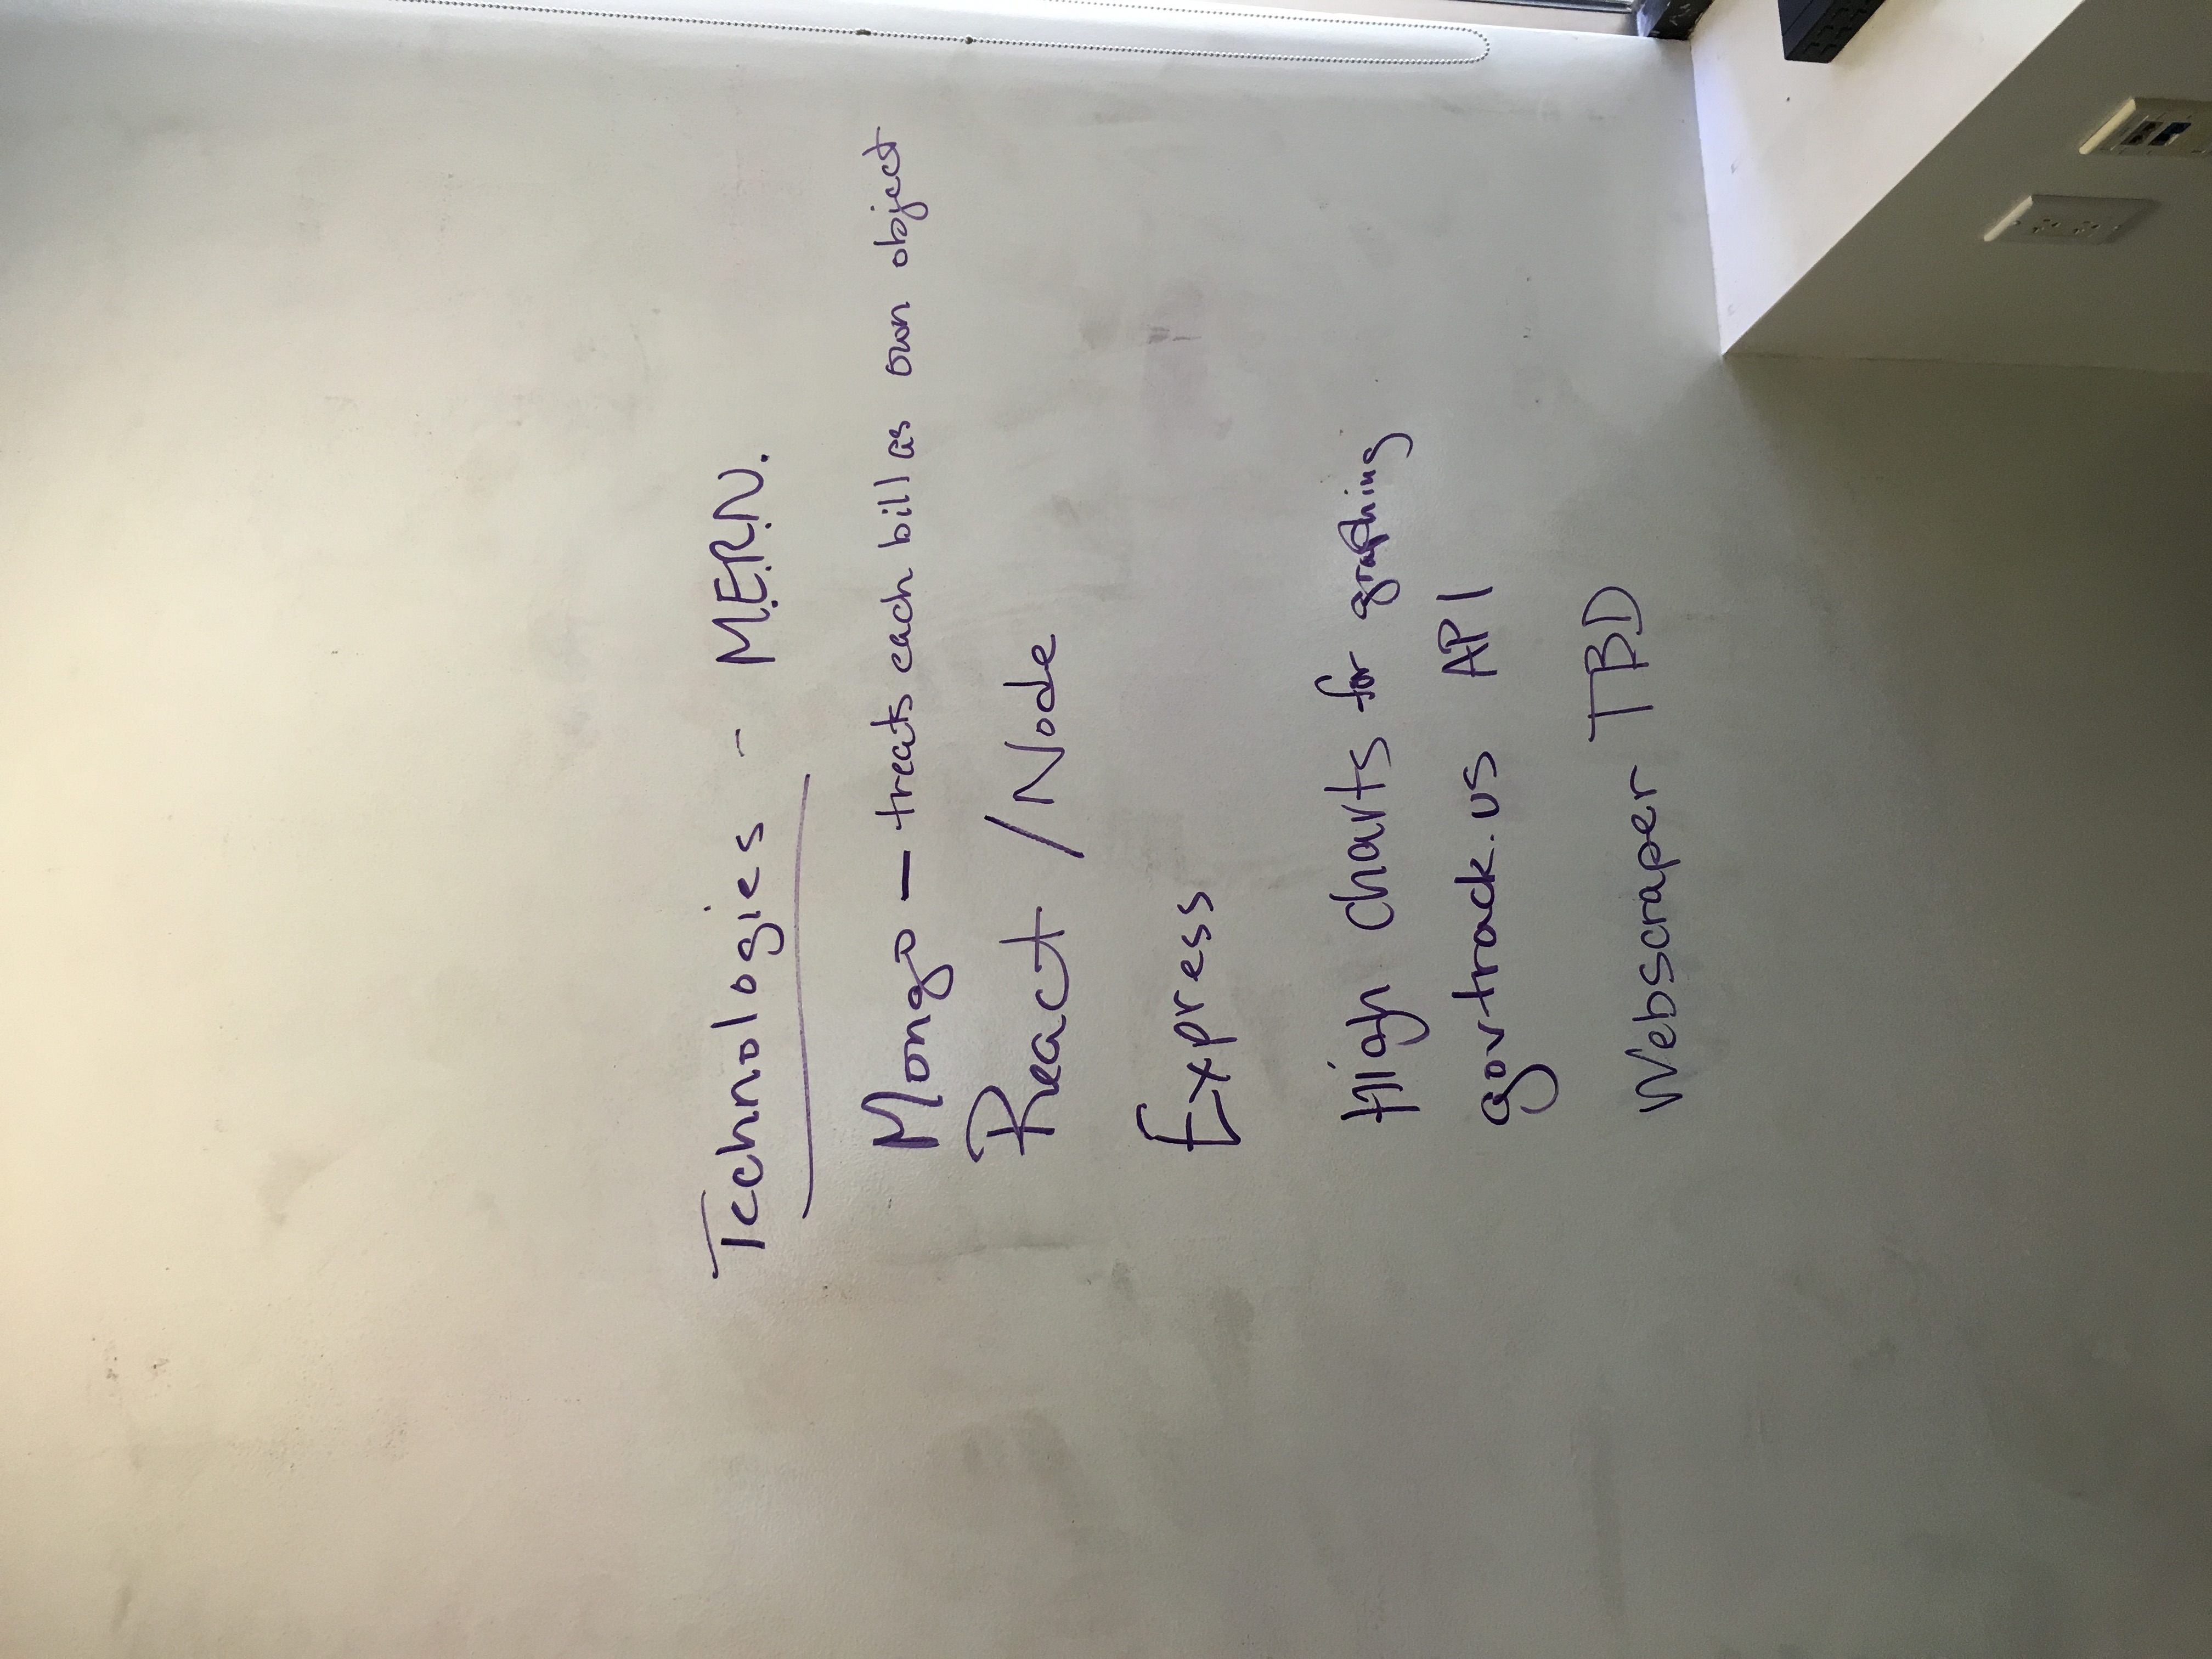 Technologies - M.E.R.N.
Mongo — treats each bill as own object
React / Node
Express
High charts for graphing
govtrack.us API
Webscraper TBD